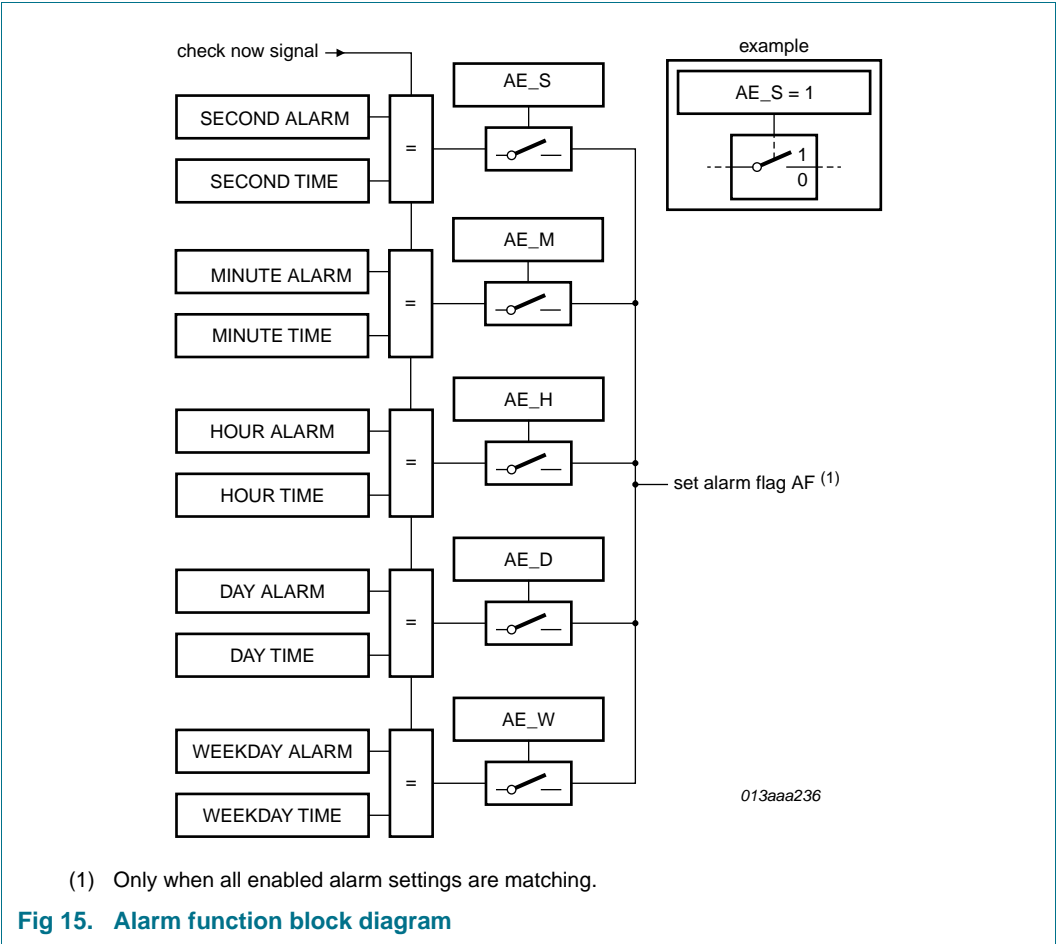 check now signal
example
SECOND ALARM
SECOND TIME
=
AE_S
AE_S = 1
1
0
MINUTE ALARM
MINUTE TIME
=
AE_M
HOUR ALARM
HOUR TIME
=
AE_H
set alarm flag AF (1)
DAY ALARM
DAY TIME
=
AE_D
WEEKDAY ALARM
WEEKDAY TIME
=
AE_W
013aaa236
(1) Only when all enabled alarm settings are matching.
Fig 15. Alarm function block diagram